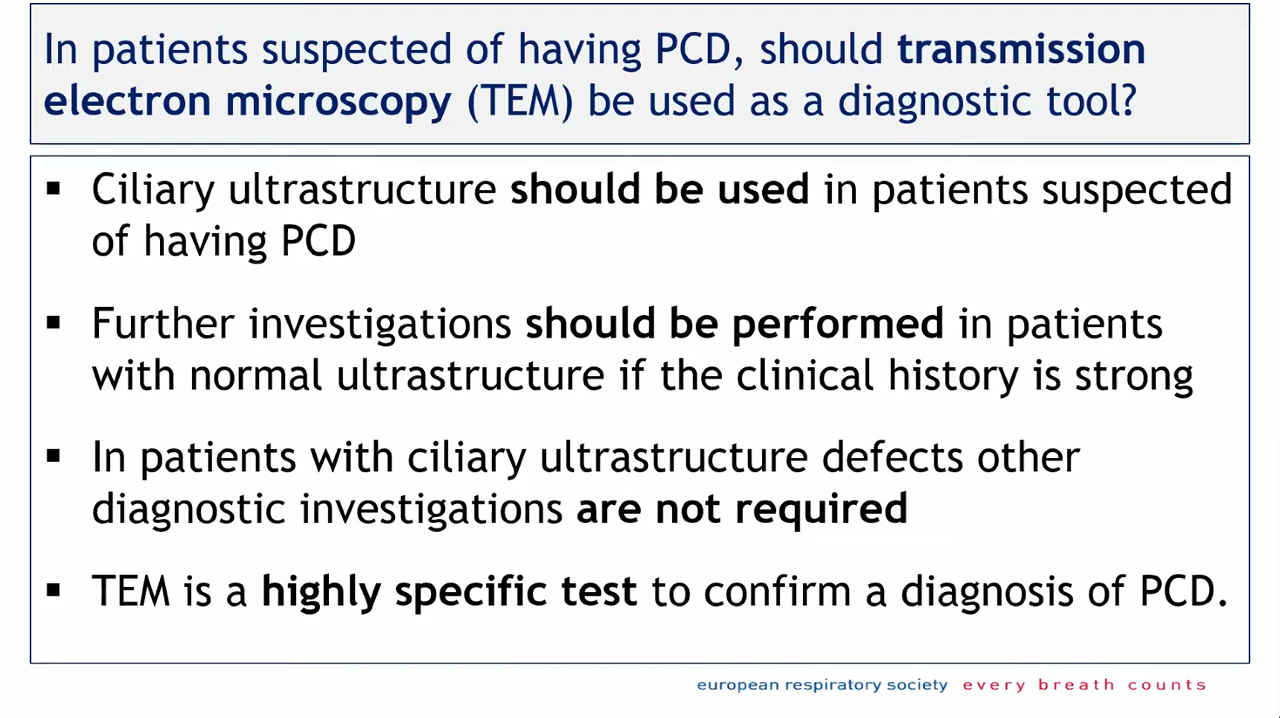 In patients suspected of having PCD, should transmission
electron microscopy (TEM) be used as a diagnostic tool?
▪ Ciliary ultrastructure should be used in patients suspected
of having PCD
▪ Further investigations should be performed in patients
with normal ultrastructure if the clinical history is strong
▪ In patients with ciliary ultrastructure defects other
diagnostic investigations are not required
▪ TEM is a highly specific test to confirm a diagnosis of PCD.
european respiratory society every breath counts